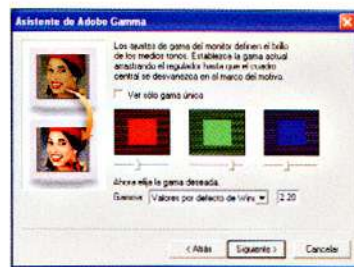 Asistente de Adobe Gamma
Los ajustes de gama del monitor definen el brillo
de los medios tonos. Establezca la gama actual
arrastrando el regulador hasta que el cuadro
central se desvanezca en el marco del motivo.
Ver sólo gama única
Ahora elija la gama deseada.
Gamma: Valores por defecto de Win 2.20
< Atrás Siguiente > Cancelar